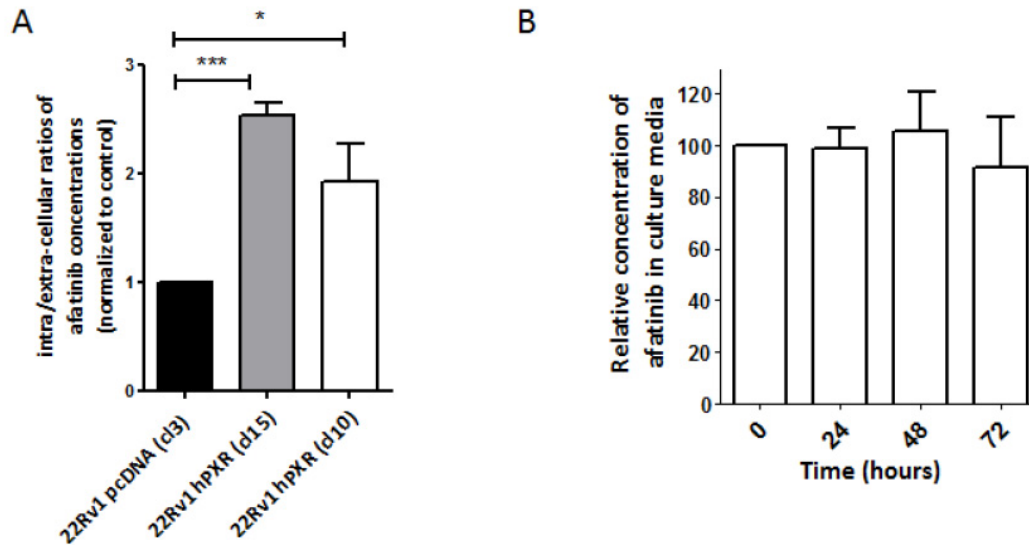 A
*
***
3
2
1
0
intra/extra-cellular ratios of
afatinib concentrations
(normalized to control)
22Rv1 pcDNA (cl3)
22Rv1 hPXR (cl15)
22Rv1 hPXR (cl10)
B
120
100
80
60
40
20
0
Relative concentration of
afatinib in culture media
0
24
48
72
Time (hours)